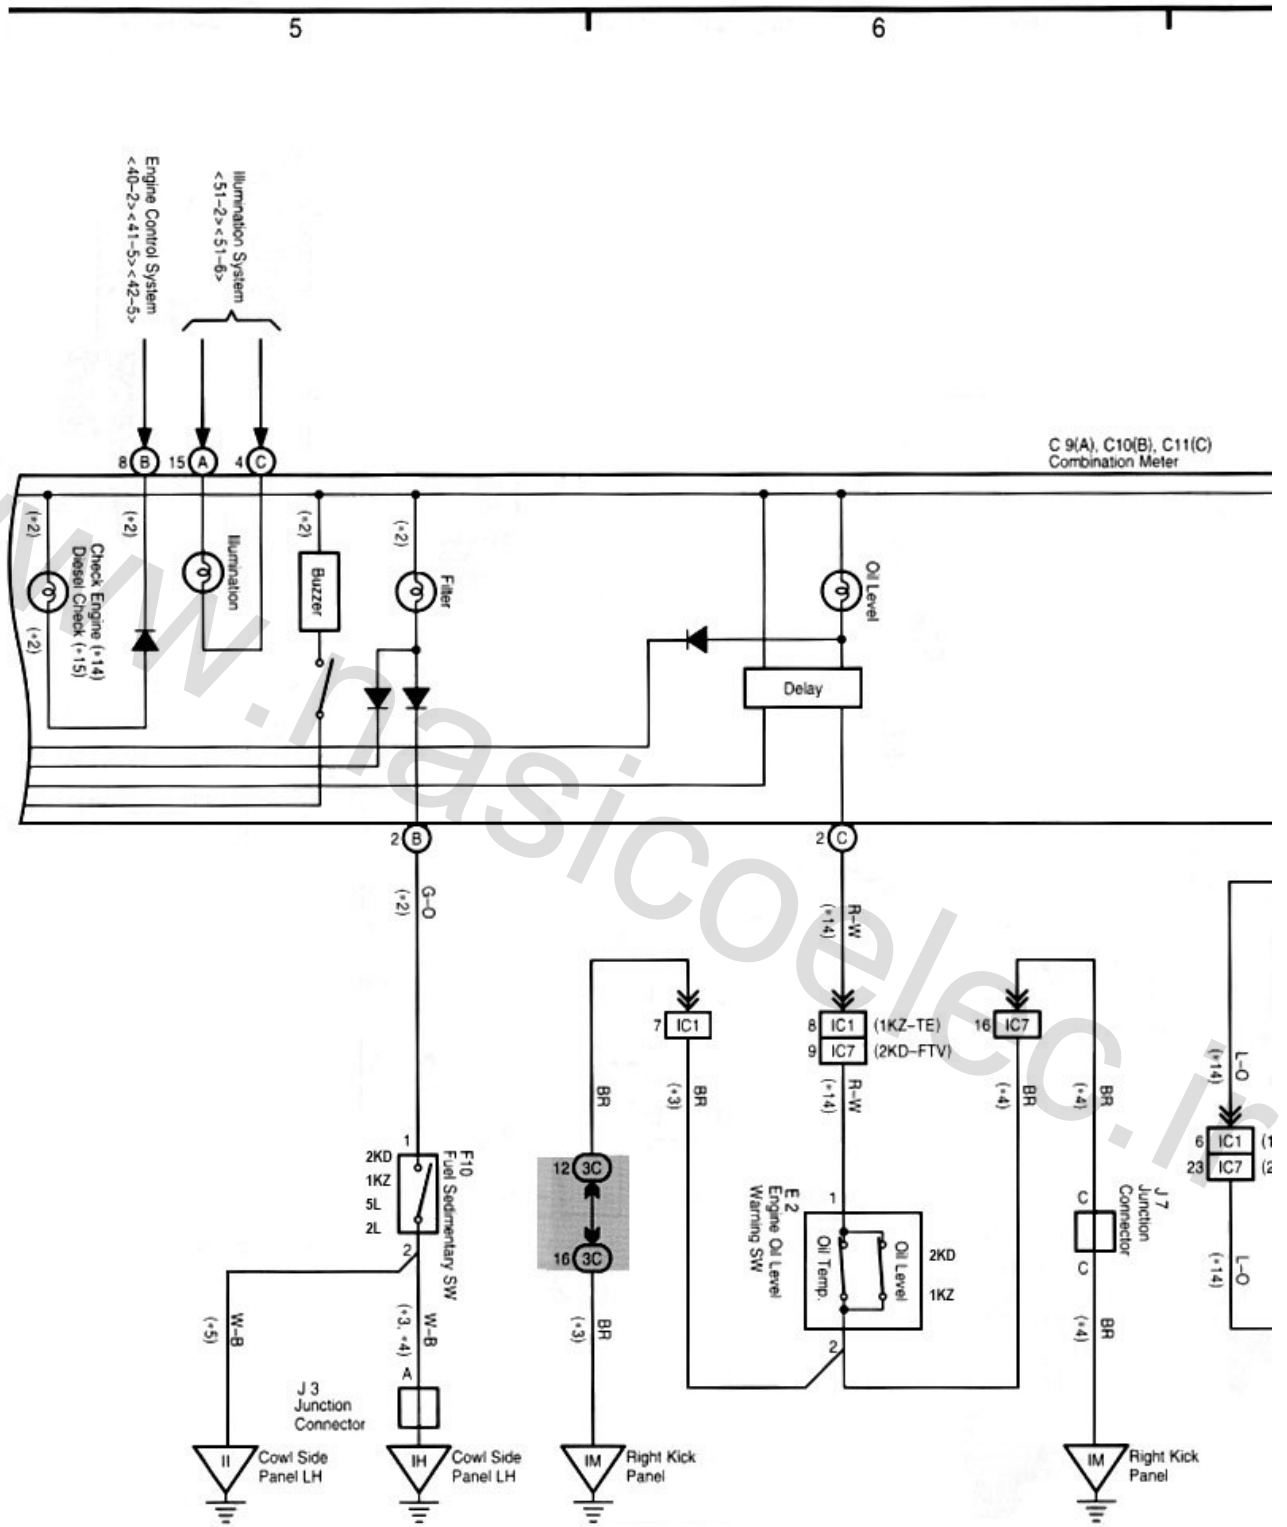 5
6
Engine Control System
<40-2><41-5><42-5>
Illumination System
<51-2><51-6>
C 9(A), C10(B), C11(C)
Combination Meter
8 B
15 A
4 C
(*2)
(*2)
(*2)
(*2)
(*2)
Check Engine (*14)
Diesel Check (*15)
Illumination
Buzzer
Filter
Oil Level
Delay
www.nasicoelec.ir
2 B
2 C
G-O
(*2)
R-W
(*14)
7 IC1
8 IC1 (1KZ-TE)
9 IC7 (2KD-FTV)
16 IC7
BR
BR
(*3)
R-W
(*14)
BR
(*4)
BR
(*4)
L-O
(*14)
6 IC1 (1
23 IC7 (2
1
2KD
1KZ
5L
2L
F10
Fuel Sedimentary SW
2
12 3C
16 3C
E 2
Engine Oil Level
Warning SW
1
Oil Temp.
Oil Level
2KD
1KZ
2
C
C
J 7
Junction
Connector
L-O
(*14)
W-B
(*5)
W-B
(*3, *4)
A
BR
(*3)
BR
(*4)
J 3
Junction
Connector
II
Cowl Side
Panel LH
IH
Cowl Side
Panel LH
IM
Right Kick
Panel
IM
Right Kick
Panel